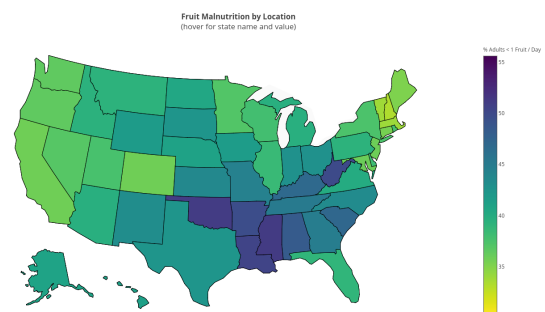 Fruit Malnutrition by Location
(hover for state name and value)
% Adults < 1 Fruit / Day
55
50
45
40
35